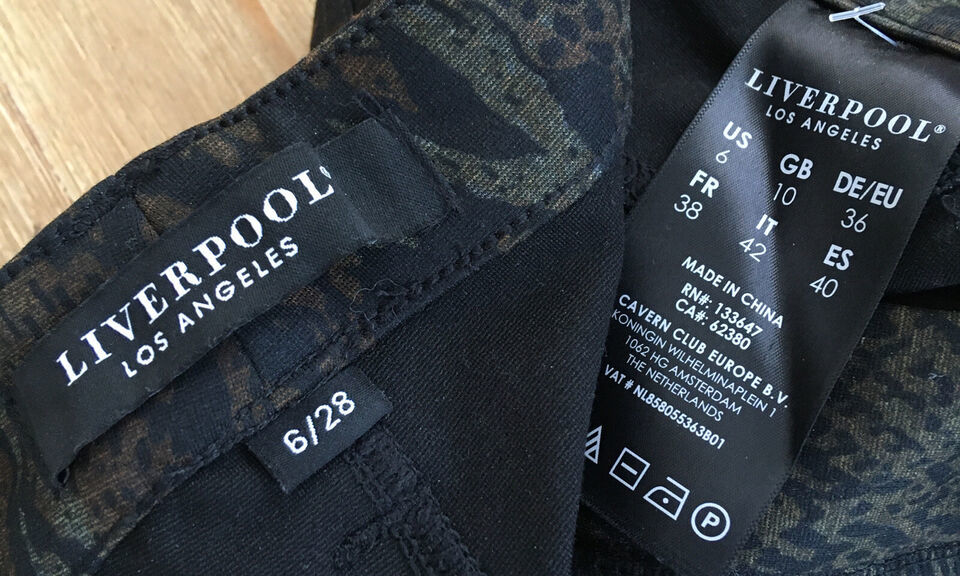 LIVERPOOL
LOS ANGELES
6/28
LIVERPOOL®
LOS ANGELES
US GB DE/EU
6 10 36
FR IT ES
38 42 40
MADE IN CHINA
RN#: 133647
CA#: 62380
CAVERN CLUB EUROPE B.V.
KONINGIN WILHELMINAPLEIN 1
1062 HG AMSTERDAM
THE NETHERLANDS
VAT # NL858055363B01
P